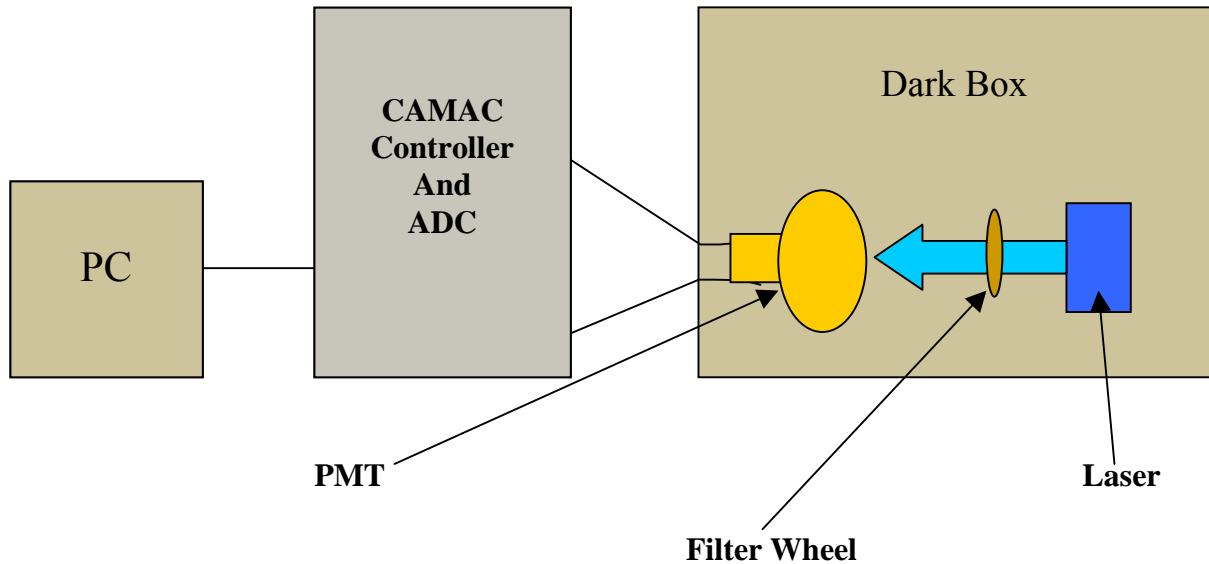 PC
CAMAC
Controller
And
ADC
Dark Box
PMT
Filter Wheel
Laser